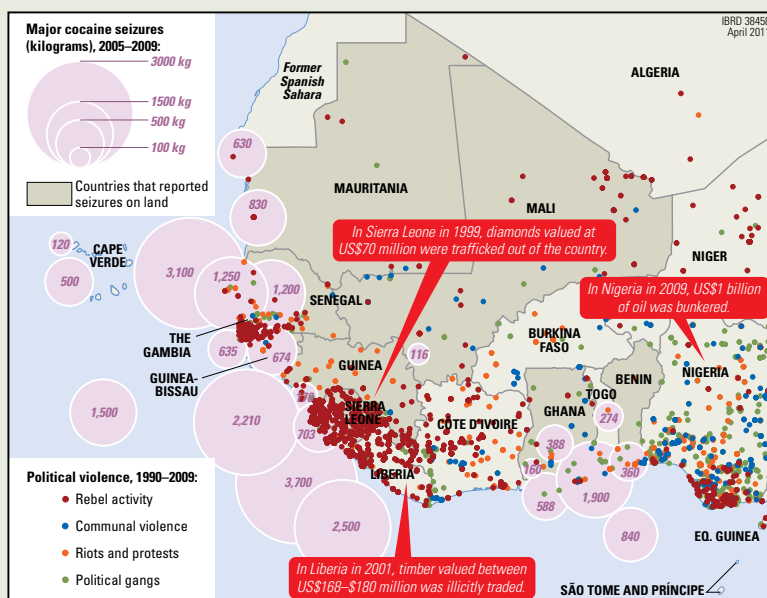 Major cocaine seizures
(kilograms), 2005–2009:
3000 kg
1500 kg
500 kg
100 kg
Countries that reported
seizures on land
IBRD 38458
April 2011
Former
Spanish
Sahara
ALGERIA
630
MAURITANIA
MALI
830
In Sierra Leone in 1999, diamonds valued at
US$70 million were trafficked out of the country.
120
CAPE
VERDE
500
3,100
1,250
1,200
SENEGAL
NIGER
In Nigeria in 2009, US$1 billion
of oil was bunkered.
THE
GAMBIA
635
674
GUINEA-
BISSAU
GUINEA
116
BURKINA
FASO
BENIN
NIGERIA
TOGO
GHANA
274
1,500
2,210
703
SIERRA
LEONE
CÔTE D'IVOIRE
388
160
360
588
1,900
LIBERIA
3,700
2,500
840
EQ. GUINEA
Political violence, 1990–2009:
Rebel activity
Communal violence
Riots and protests
Political gangs
In Liberia in 2001, timber valued between
US$168–$180 million was illicitly traded.
SÃO TOME AND PRÍNCIPE